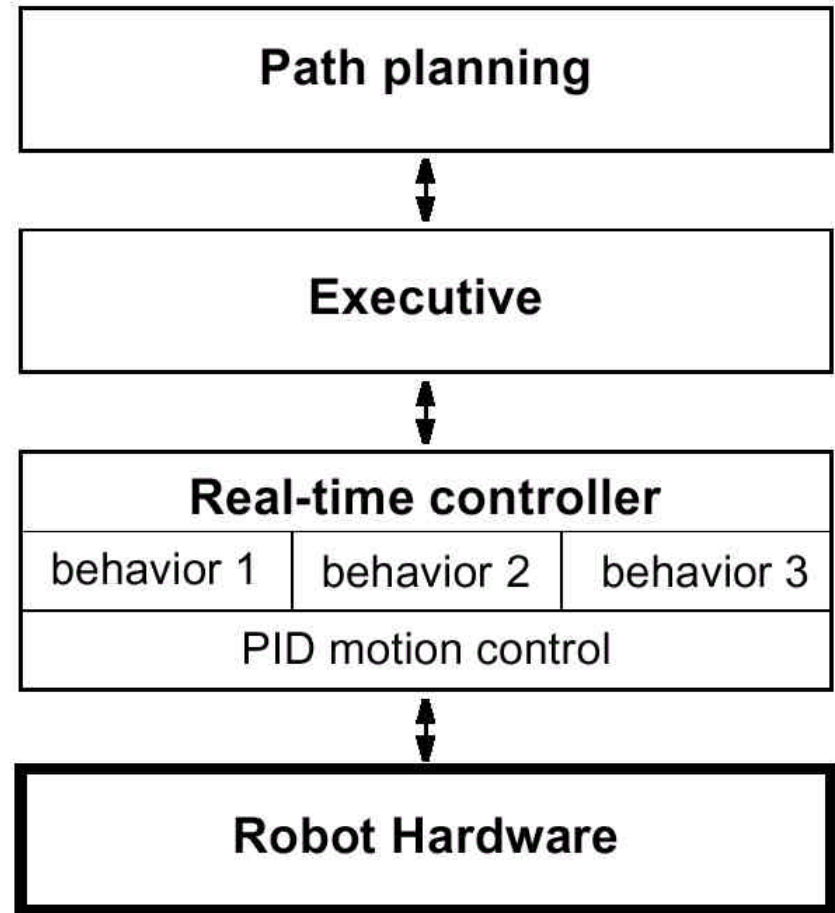 Path planning
Executive
Real-time controller
behavior 1 behavior 2 behavior 3
PID motion control
Robot Hardware